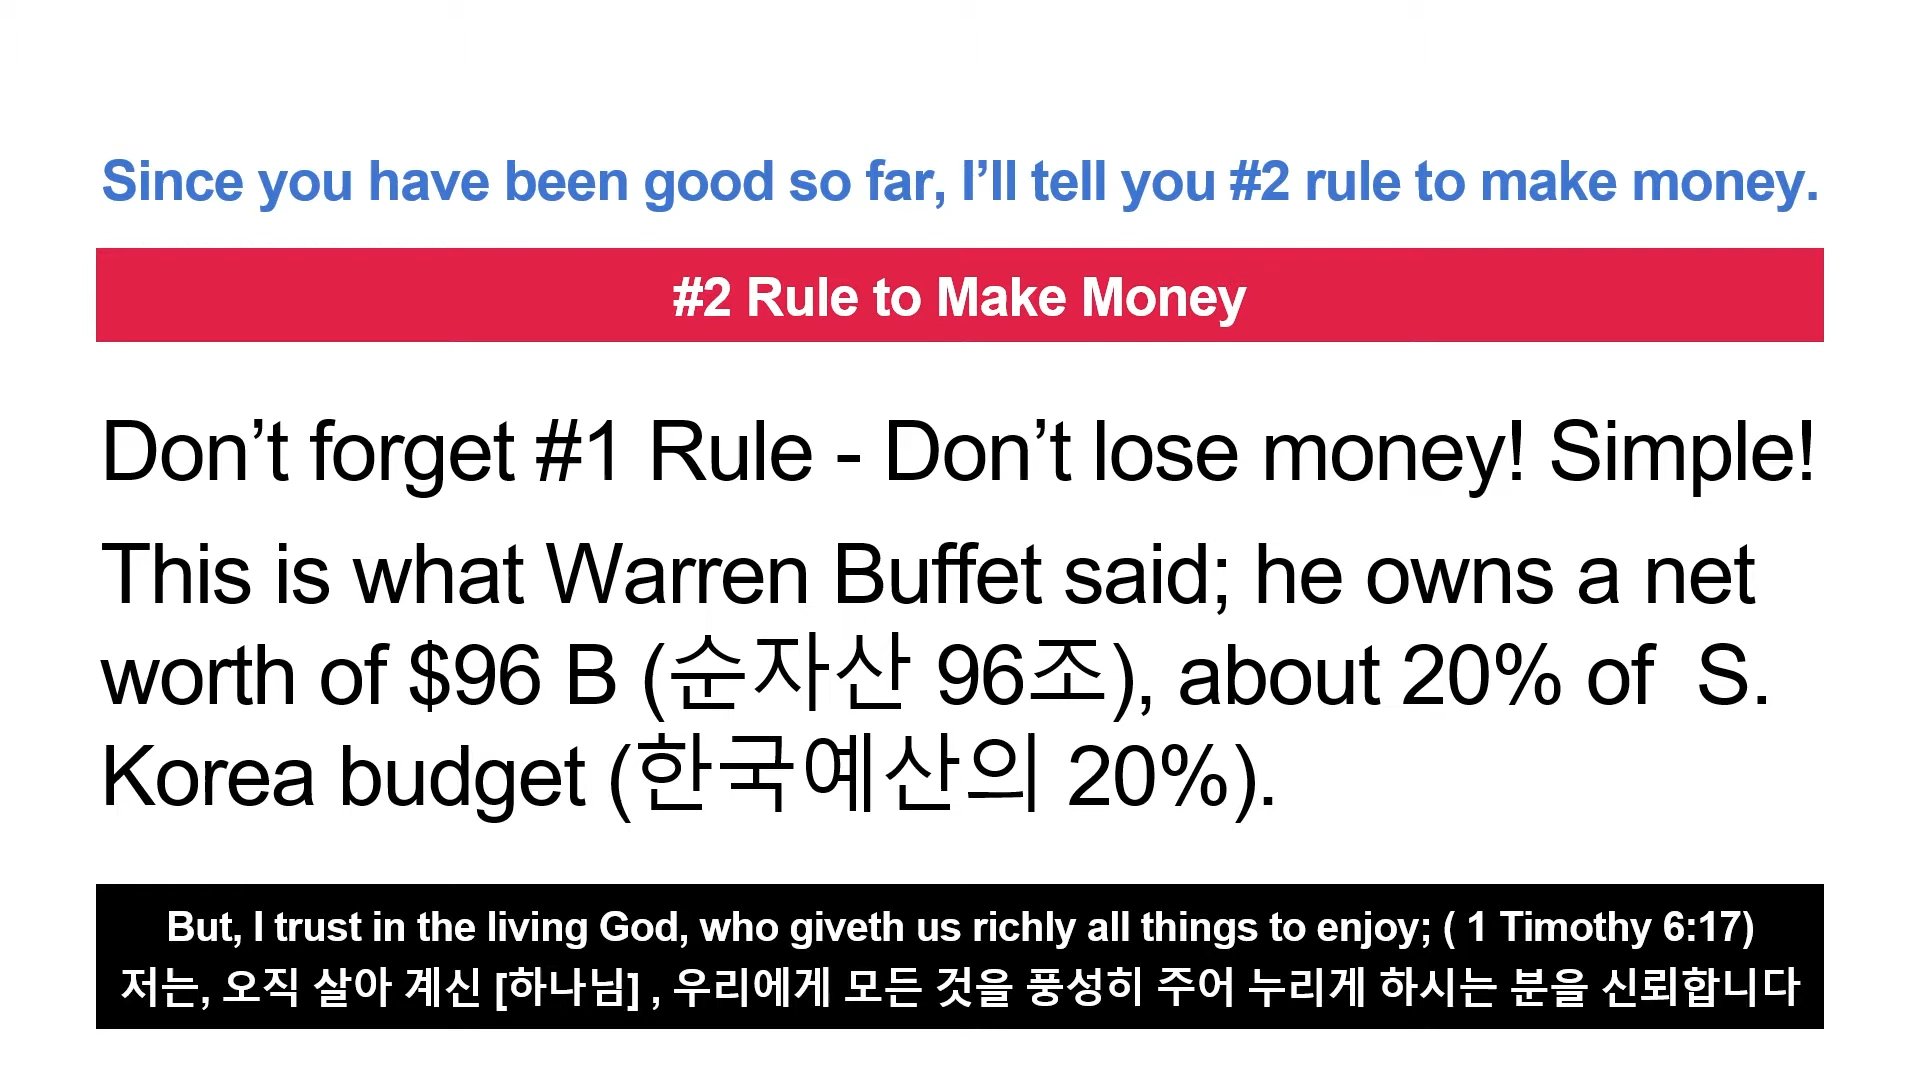 Since you have been good so far, I’ll tell you #2 rule to make money.
#2 Rule to Make Money
Don’t forget #1 Rule - Don’t lose money! Simple!
This is what Warren Buffet said; he owns a net
worth of $96 B (순자산 96조), about 20% of  S.
Korea budget (한국예산의 20%).
But, I trust in the living God, who giveth us richly all things to enjoy; ( 1 Timothy 6:17)
저는, 오직 살아 계신 [하나님] , 우리에게 모든 것을 풍성히 주어 누리게 하시는 분을 신뢰합니다